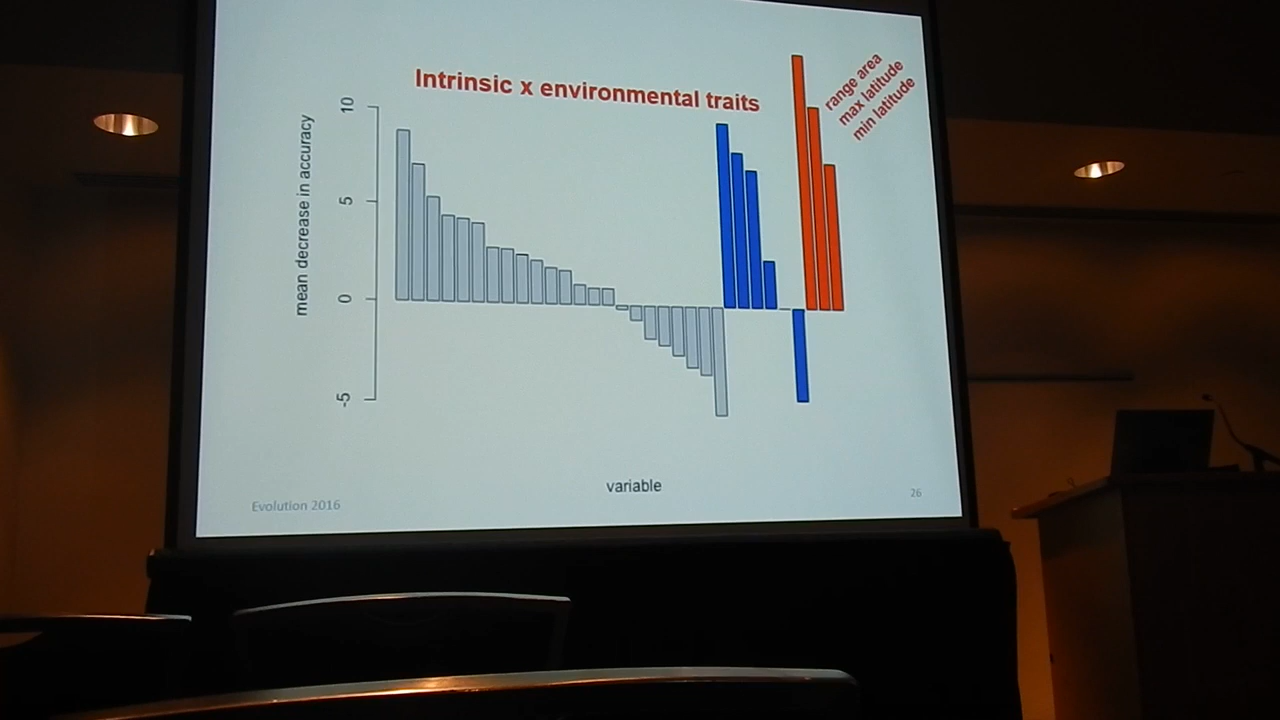 Intrinsic x environmental traits
range area
max latitude
min latitude
mean decrease in accuracy
10
5
0
-5
variable
Evolution 2016
26